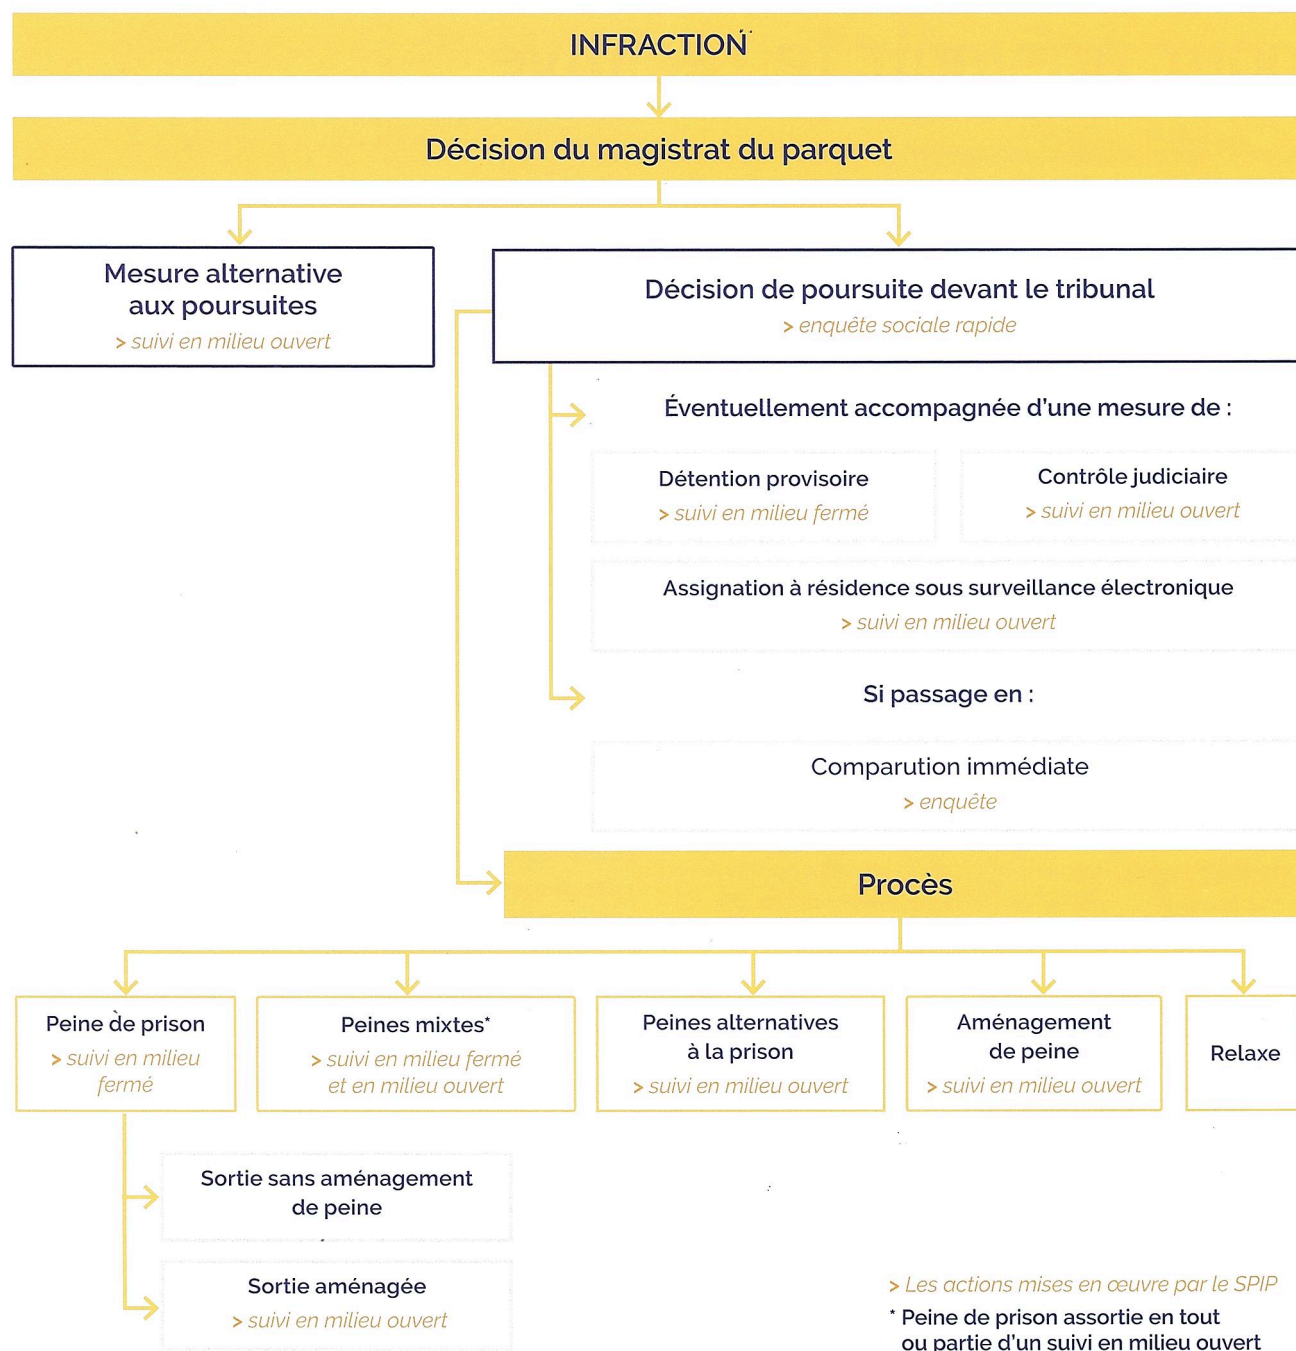 INFRACTION
Décision du magistrat du parquet
Mesure alternative
aux poursuites
> suivi en milieu ouvert
Décision de poursuite devant le tribunal
> enquête sociale rapide
Éventuellement accompagnée d'une mesure de :
Détention provisoire
> suivi en milieu fermé
Contrôle judiciaire
> suivi en milieu ouvert
Assignation à résidence sous surveillance électronique
> suivi en milieu ouvert
Si passage en :
Comparution immédiate
> enquête
Procès
Peine de prison
> suivi en milieu
fermé
Peines mixtes*
> suivi en milieu fermé
et en milieu ouvert
Peines alternatives
à la prison
> suivi en milieu ouvert
Aménagement
de peine
> suivi en milieu ouvert
Relaxe
Sortie sans aménagement
de peine
Sortie aménagée
> suivi en milieu ouvert
> Les actions mises en œuvre par le SPIP
* Peine de prison assortie en tout
ou partie d'un suivi en milieu ouvert